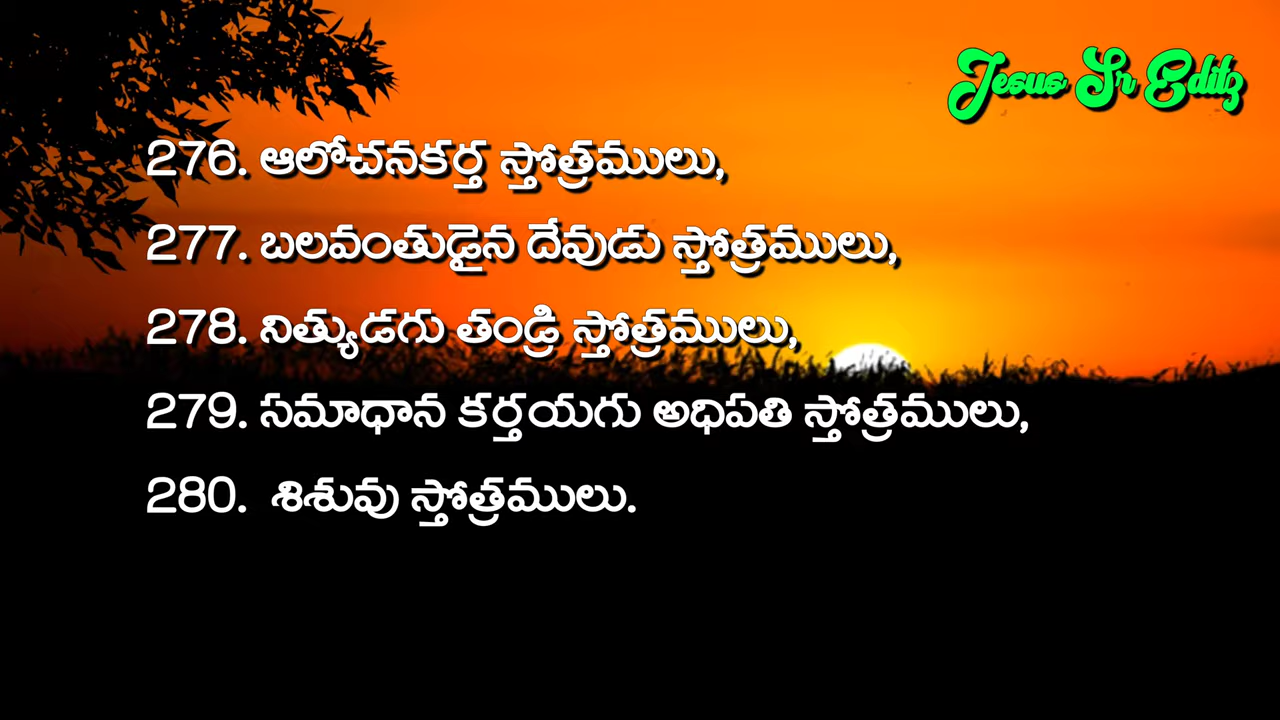 Jesus Sr Editz
276. ఆలోచనకర్త స్తోత్రములు,
277. బలవంతుడైన దేవుడు స్తోత్రములు,
278. నిత్యుడగు తండ్రి స్తోత్రములు,
279. సమాధాన కర్తయగు అధిపతి స్తోత్రములు,
280. శిశువు స్తోత్రములు.